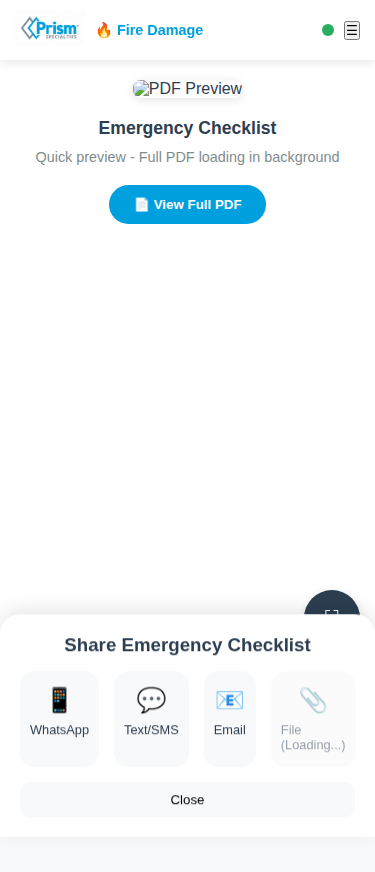 Prism
SPECIALTIES
🔥 Fire Damage
☰
PDF Preview
Emergency Checklist
Quick preview - Full PDF loading in background
📄 View Full PDF
Share Emergency Checklist
WhatsApp
Text/SMS
Email
File
(Loading...)
Close